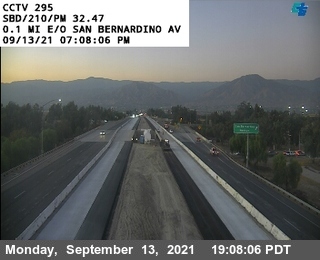 CCTV 295
SBD/210/PM 32.47
0.1 MI E/O SAN BERNARDINO AV
09/13/21 07:08:06 PM
Monday, September 13, 2021 19:08:06 PDT